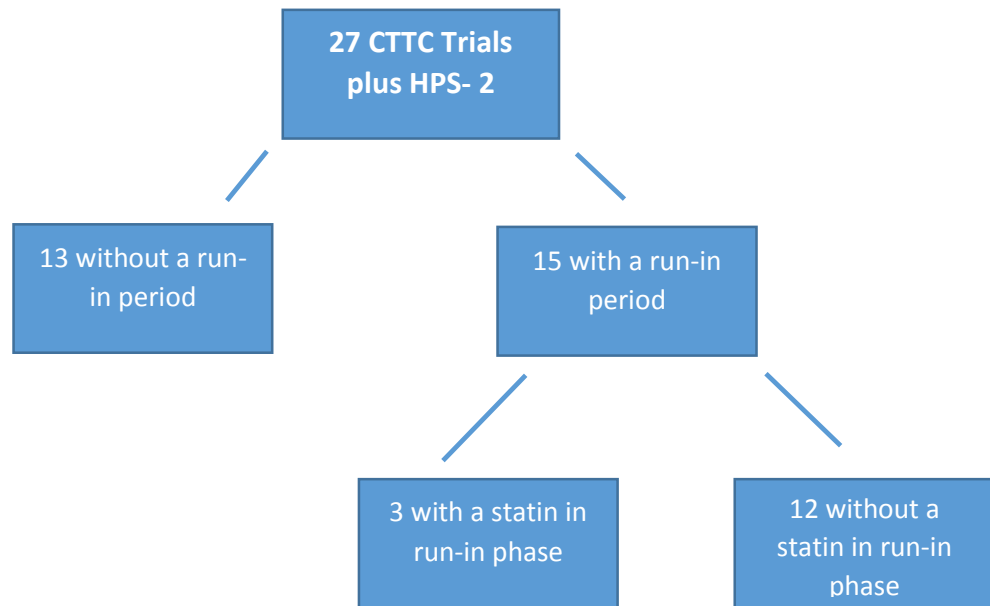 27 CTTC Trials
plus HPS- 2
13 without a run-
in period
15 with a run-in
period
3 with a statin in
run-in phase
12 without a
statin in run-in
phase